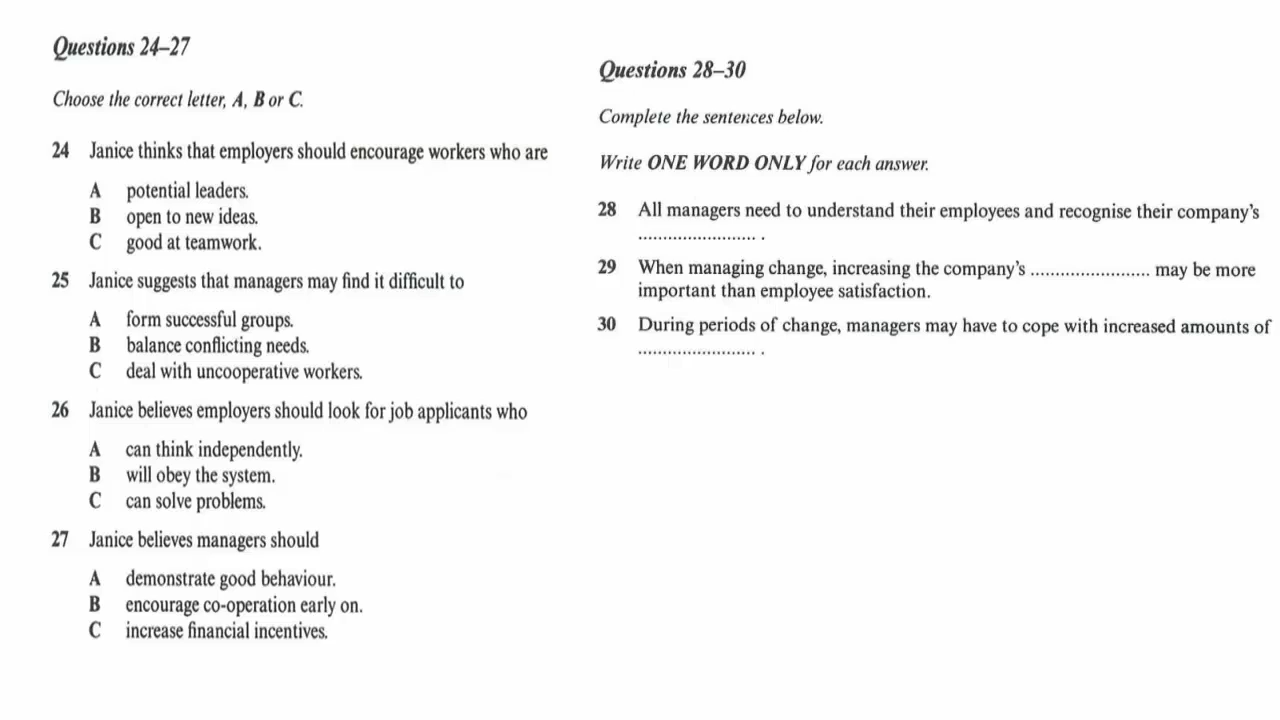 Questions 24–27
Choose the correct letter, A, B or C.
24 Janice thinks that employers should encourage workers who are
A potential leaders.
B open to new ideas.
C good at teamwork.
25 Janice suggests that managers may find it difficult to
A form successful groups.
B balance conflicting needs.
C deal with uncooperative workers.
26 Janice believes employers should look for job applicants who
A can think independently.
B will obey the system.
C can solve problems.
27 Janice believes managers should
A demonstrate good behaviour.
B encourage co-operation early on.
C increase financial incentives.
Questions 28–30
Complete the sentences below.
Write ONE WORD ONLY for each answer.
28 All managers need to understand their employees and recognise their company's
........................ .
29 When managing change, increasing the company's ........................ may be more
important than employee satisfaction.
30 During periods of change, managers may have to cope with increased amounts of
........................ .